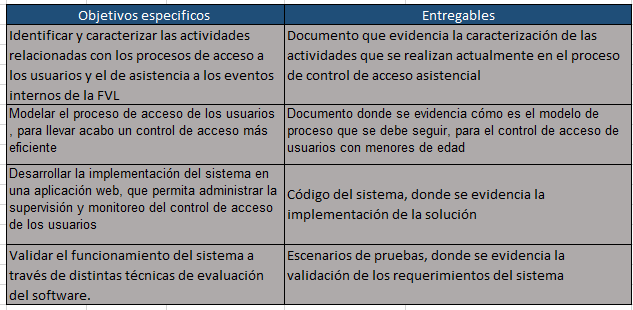 Objetivos especificos
Entregables
Identificar y caracterizar las actividades
relacionadas con los procesos de acceso a
los usuarios y el de asistencia a los eventos
internos de la FVL
Documento que evidencia la caracterización de las
actividades que se realizan actualmente en el proceso
de control de acceso asistencial
Modelar el proceso de acceso de los usuarios
, para llevar acabo un control de acceso más
eficiente
Documento donde se evidencia cómo es el modelo de
proceso que se debe seguir, para el control de acceso de
usuarios con menores de edad
Desarrollar la implementación del sistema en
una aplicación web, que permita administrar la
supervisión y monitoreo del control de acceso
de los usuarios
Código del sistema, donde se evidencia la
implementación de la solución
Validar el funcionamiento del sistema a
través de distintas técnicas de evaluación
del software.
Escenarios de pruebas, donde se evidencia la
validación de los requerimientos del sistema